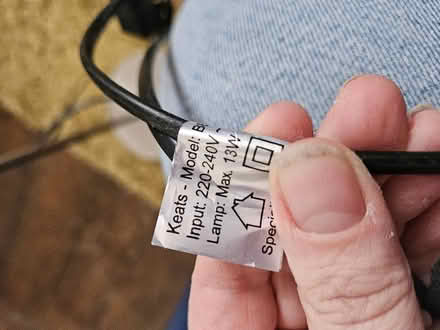 Keats - Model:
Input: 220-240V
Lamp: Max. 13W